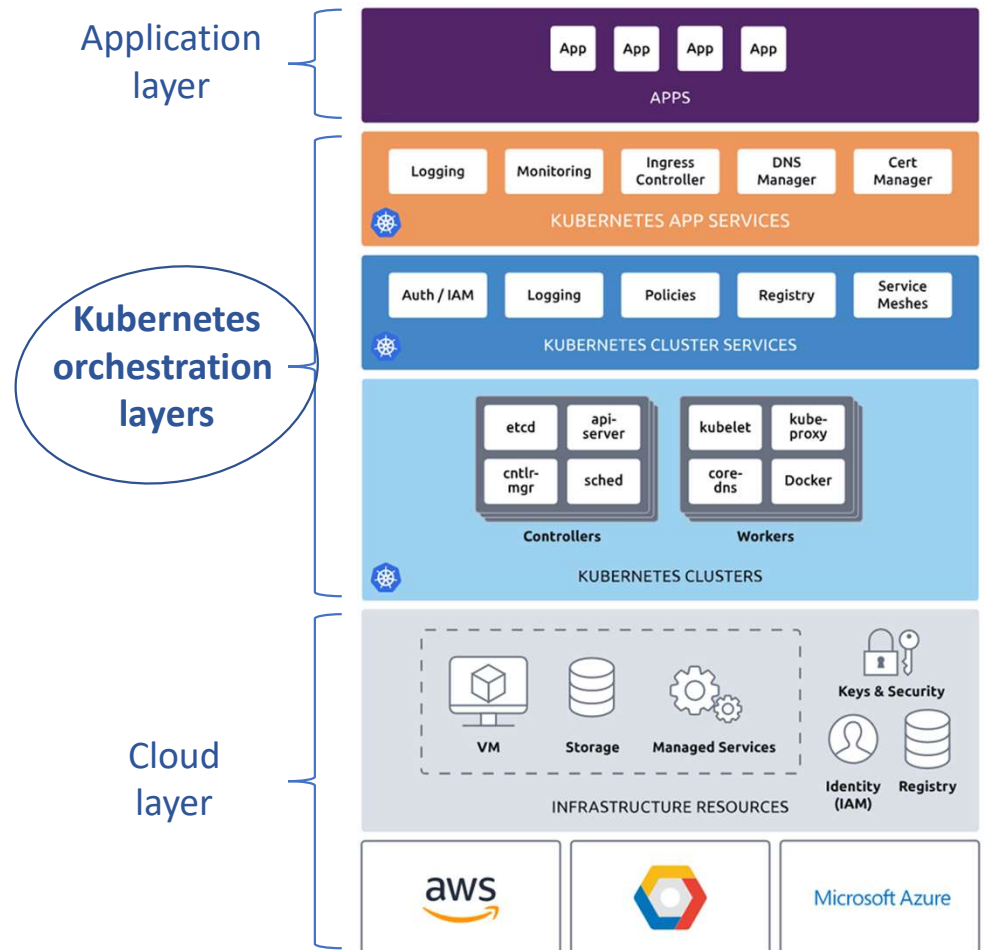 Application
layer
App App App App
APPS
Kubernetes
orchestration
layers
Logging Monitoring Ingress Controller DNS Manager Cert Manager
KUBERNETES APP SERVICES
Auth / IAM Logging Policies Registry Service Meshes
KUBERNETES CLUSTER SERVICES
etcd api-server kubelet kube-proxy
cntlr-mgr sched core-dns Docker
Controllers Workers
KUBERNETES CLUSTERS
Cloud
layer
VM Storage Managed Services
Keys & Security
Identity (IAM) Registry
INFRASTRUCTURE RESOURCES
aws
Microsoft Azure